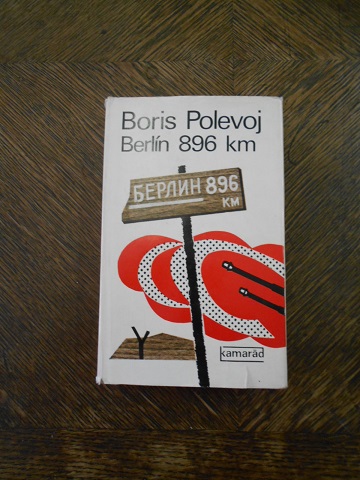 Boris Polevoj
Berlín 896 km
БЕРЛИН 896
КМ
kamarád